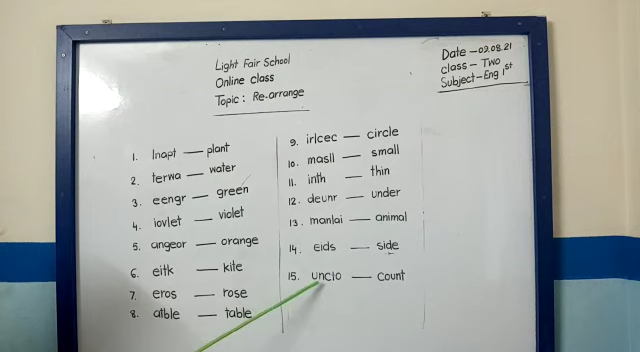 Light Fair School
Online class
Topic: Re-arrange
Date - 09.08.21
class - Two
Subject - Eng 1st
1. lnapt — plant
2. terwa — water
3. eengr — green
4. iovlet — violet
5. angeor — orange
6. eitk — kite
7. eros — rose
8. atble — table
9. irlcec — circle
10. masll — small
11. inth — thin
12. deunr — under
13. manlai — animal
14. eids — side
15. uncto — count